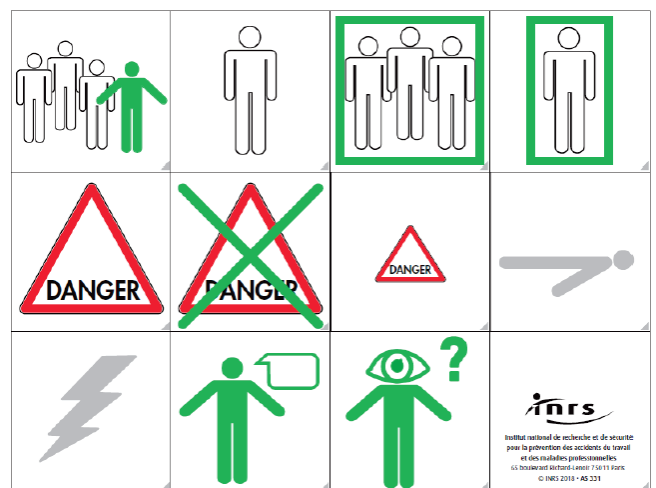 DANGER
DANGER
DANGER
?
inrs
Institut national de recherche et de sécurité
pour la prévention des accidents du travail
et des maladies professionnelles
65 boulevard Richard-Lenoir 75011 Paris
© INRS 2018 • AS 331